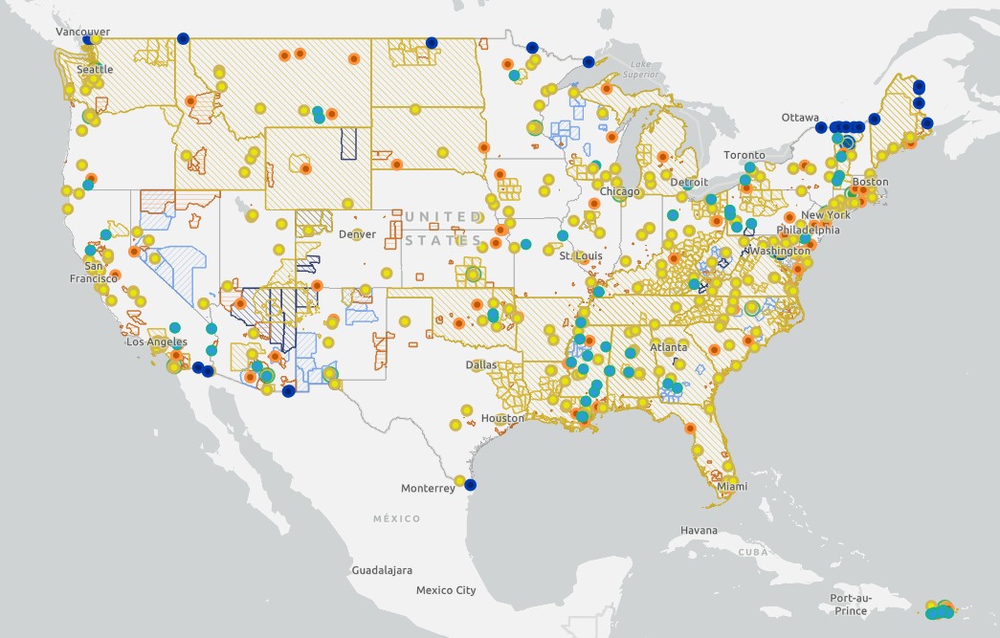 Vancouver
Seattle
Lake
Superior
Ottawa
Toronto
Detroit
Boston
Chicago
New York
Philadelphia
UNITED
STATES
Denver
Washington
St. Louis
San
Francisco
Los Angeles
Atlanta
Dallas
Houston
Monterrey
Miami
MÉXICO
Havana
CUBA
Guadalajara
Mexico City
Port-au-
Prince